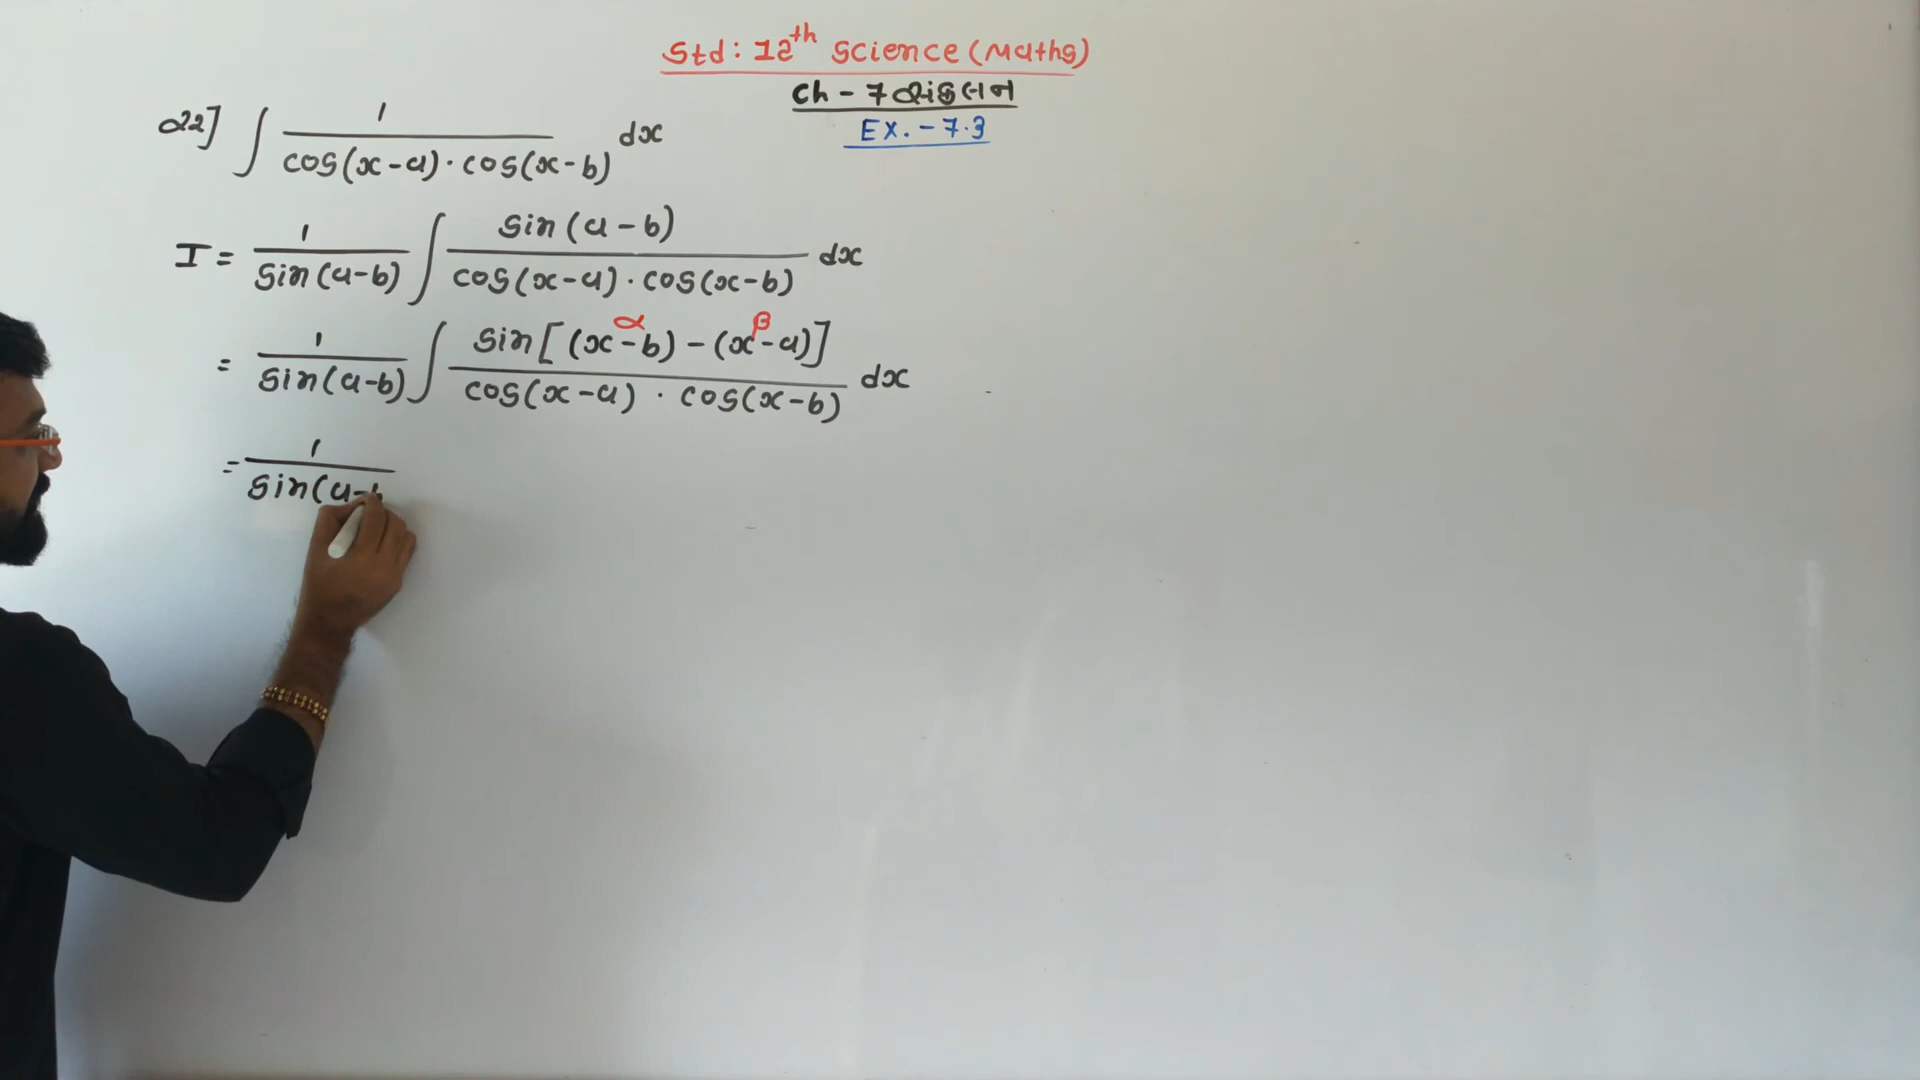 Std: 12th Science (Maths)
Ch - 7 સંકલન
Ex. - 7.3
22] ∫ 1 / cos(x-a)·cos(x-b) dx
I = 1 / sin(a-b) ∫ sin(a-b) / cos(x-a)·cos(x-b) dx
α β
= 1 / sin(a-b) ∫ sin[(x-b)-(x-a)] / cos(x-a)·cos(x-b) dx
= 1 / sin(a-b